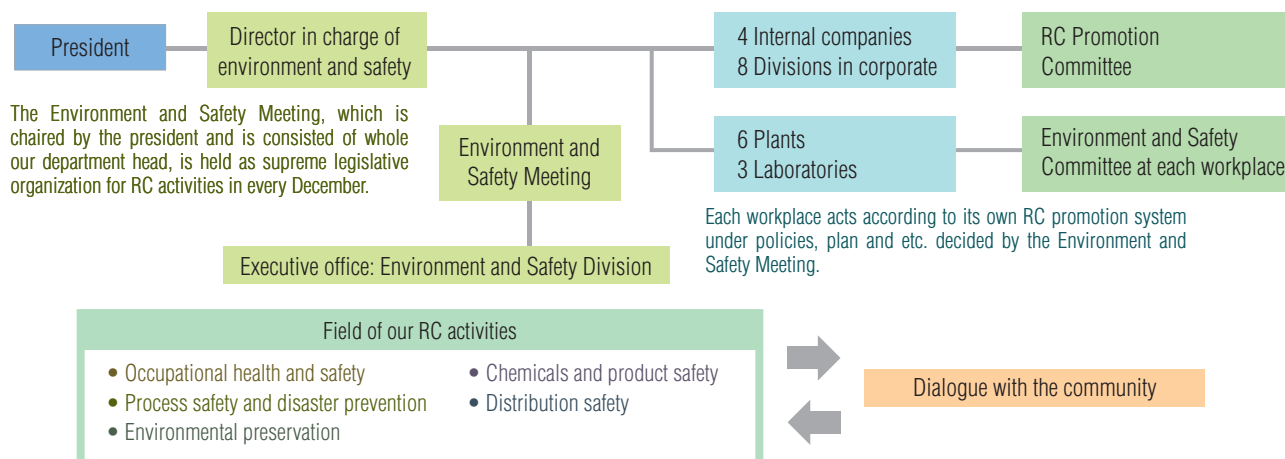 President
Director in charge of
environment and safety
4 Internal companies
8 Divisions in corporate
RC Promotion
Committee
The Environment and Safety Meeting, which is
chaired by the president and is consisted of whole
our department head, is held as supreme legislative
organization for RC activities in every December.
Environment and
Safety Meeting
6 Plants
3 Laboratories
Environment and Safety
Committee at each workplace
Each workplace acts according to its own RC promotion system
under policies, plan and etc. decided by the Environment and
Safety Meeting.
Executive office: Environment and Safety Division
Field of our RC activities
• Occupational health and safety
• Process safety and disaster prevention
• Environmental preservation
• Chemicals and product safety
• Distribution safety
Dialogue with the community